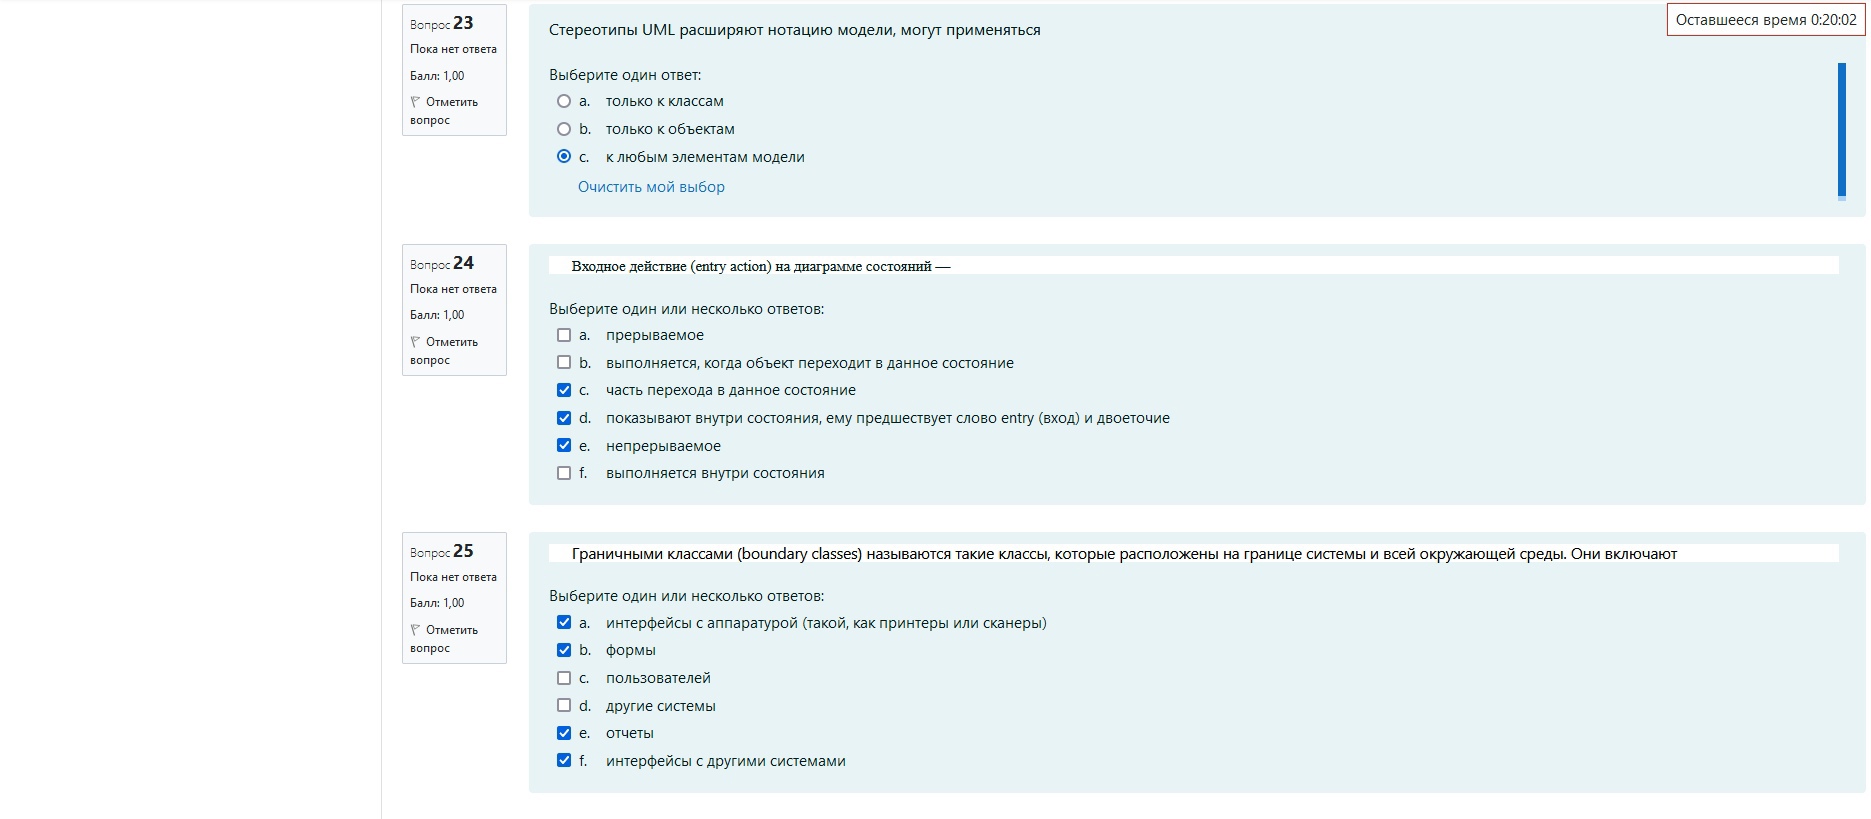 Оставшееся время 0:20:02
Вопрос 23
Пока нет ответа
Балл: 1,00
Отметить
вопрос
Стереотипы UML расширяют нотацию модели, могут применяться
Выберите один ответ:
a. только к классам
b. только к объектам
c. к любым элементам модели
Очистить мой выбор
Вопрос 24
Пока нет ответа
Балл: 1,00
Отметить
вопрос
Входное действие (entry action) на диаграмме состояний —
Выберите один или несколько ответов:
a. прерываемое
b. выполняется, когда объект переходит в данное состояние
c. часть перехода в данное состояние
d. показывают внутри состояния, ему предшествует слово entry (вход) и двоеточие
e. непрерываемое
f. выполняется внутри состояния
Вопрос 25
Пока нет ответа
Балл: 1,00
Отметить
вопрос
Граничными классами (boundary classes) называются такие классы, которые расположены на границе системы и всей окружающей среды. Они включают
Выберите один или несколько ответов:
a. интерфейсы с аппаратурой (такой, как принтеры или сканеры)
b. формы
c. пользователей
d. другие системы
e. отчеты
f. интерфейсы с другими системами